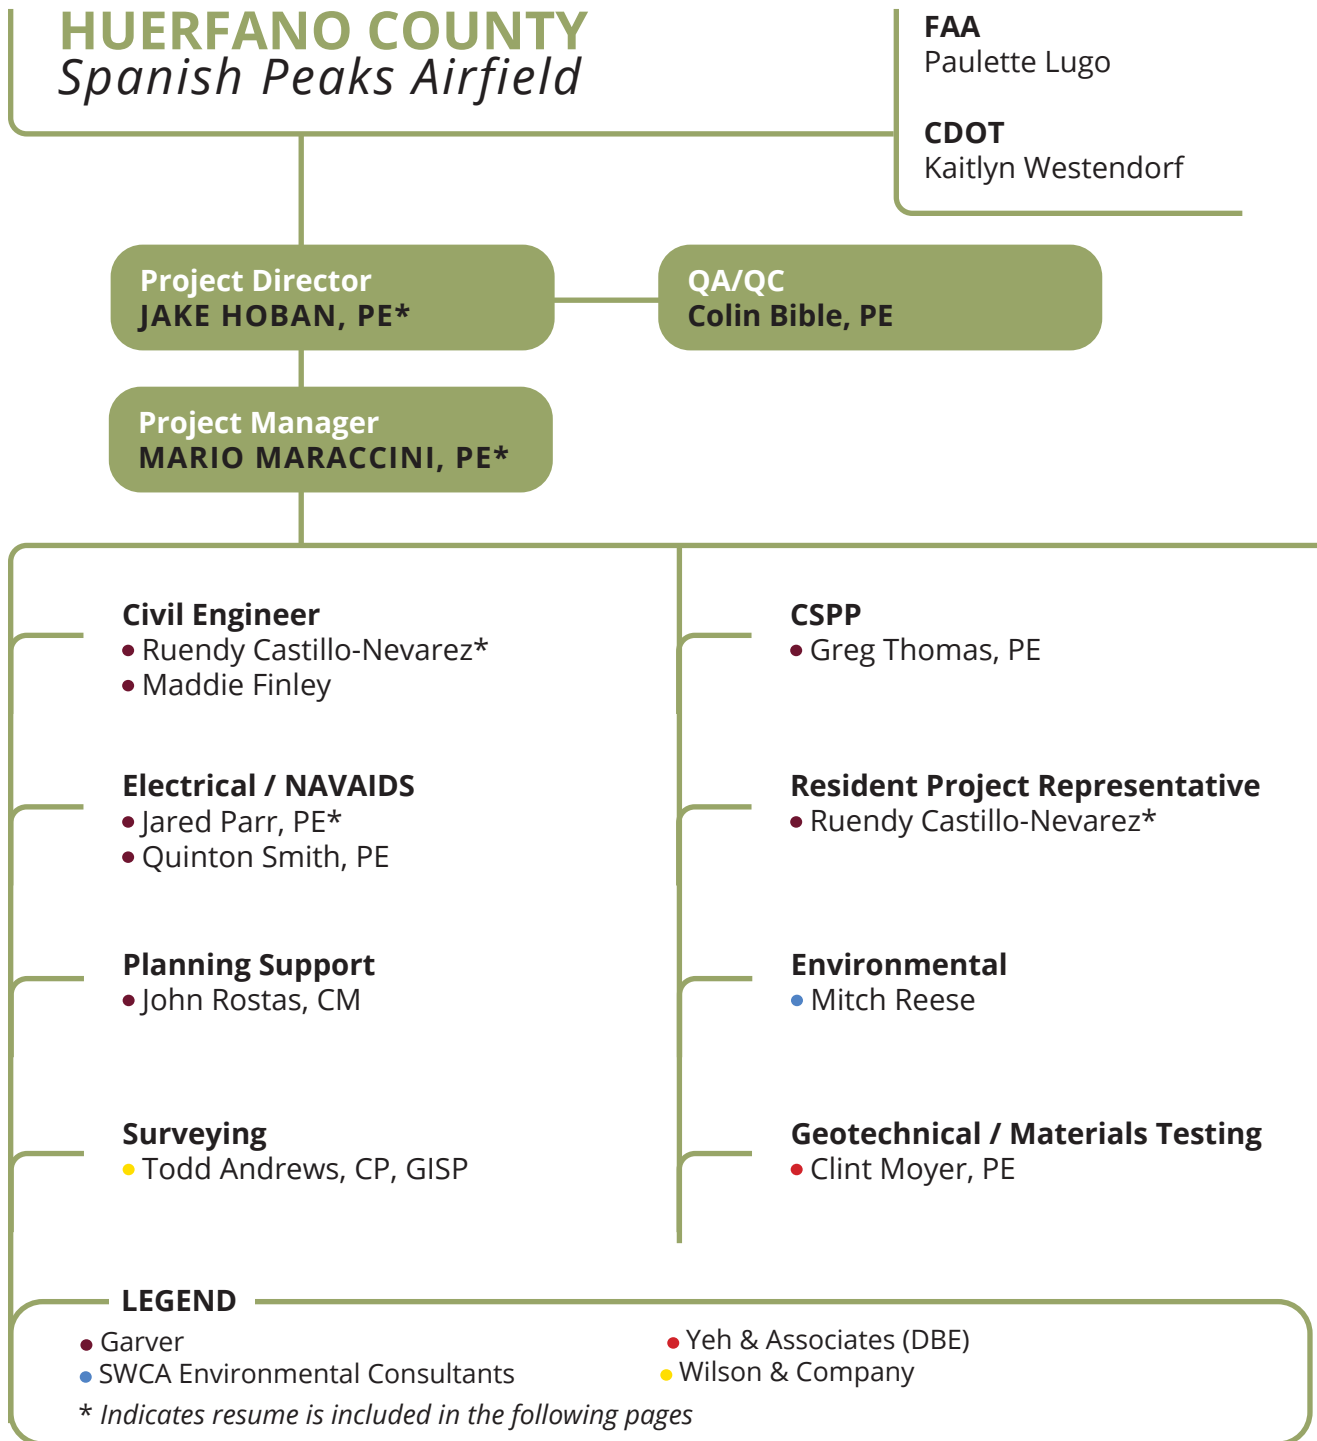 HUERFANO COUNTY
Spanish Peaks Airfield
FAA
Paulette Lugo
CDOT
Kaitlyn Westendorf
Project Director
JAKE HOBAN, PE*
QA/QC
Colin Bible, PE
Project Manager
MARIO MARACCINI, PE*
Civil Engineer
• Ruendy Castillo-Nevarez*
• Maddie Finley
Electrical / NAVAIDS
• Jared Parr, PE*
• Quinton Smith, PE
Planning Support
• John Rostas, CM
Surveying
• Todd Andrews, CP, GISP
CSPP
• Greg Thomas, PE
Resident Project Representative
• Ruendy Castillo-Nevarez*
Environmental
• Mitch Reese
Geotechnical / Materials Testing
• Clint Moyer, PE
LEGEND
• Garver
• SWCA Environmental Consultants
• Yeh & Associates (DBE)
• Wilson & Company
* Indicates resume is included in the following pages